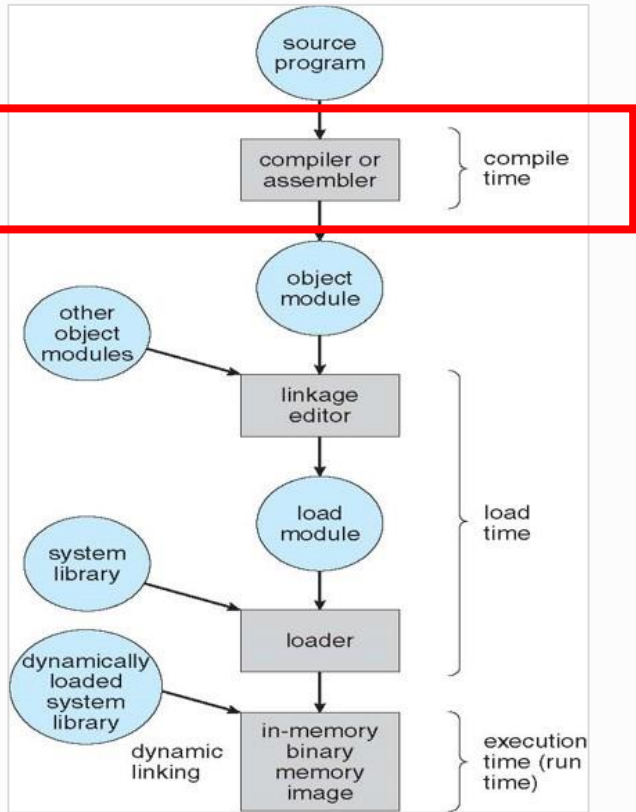 source
program
compiler or
assembler
compile
time
object
module
other
object
modules
linkage
editor
load
module
load
time
system
library
loader
dynamically
loaded
system
library
dynamic
linking
in-memory
binary
memory
image
execution
time (run
time)